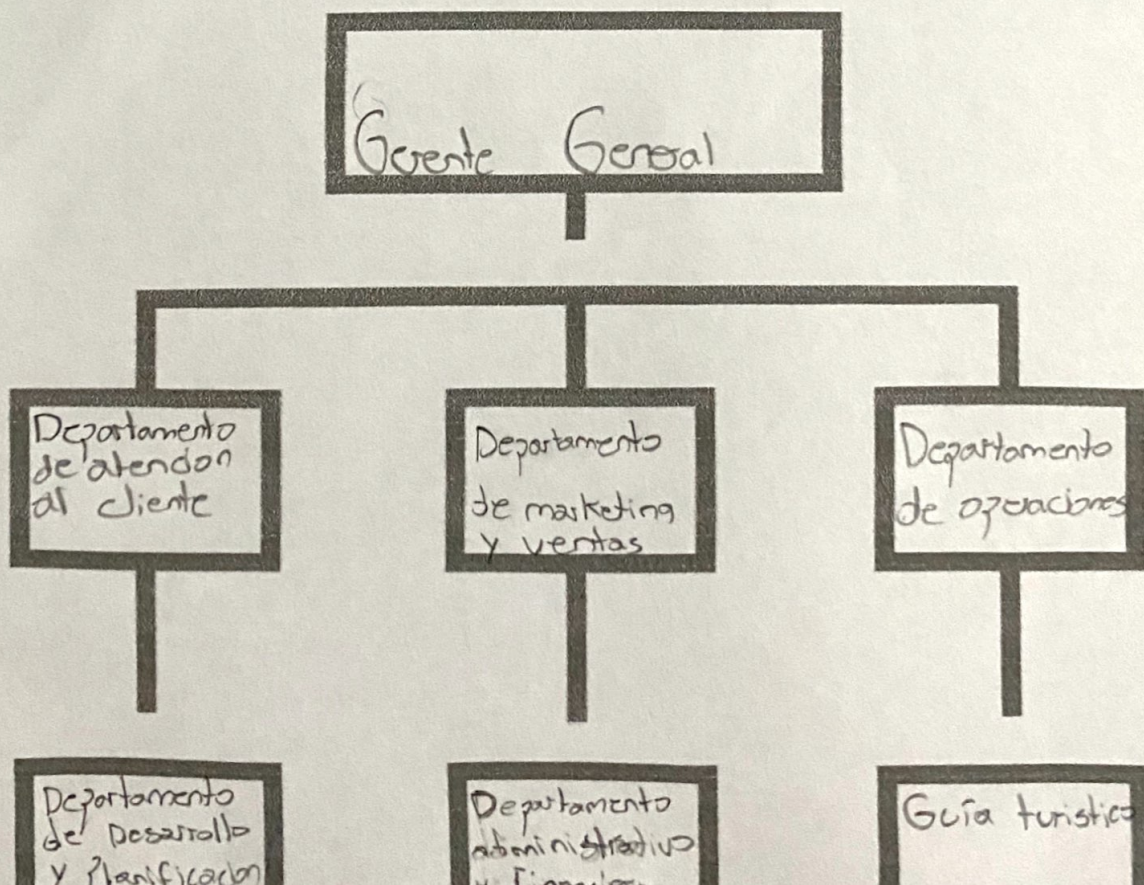 Gerente General
Departamento
de atencion
al cliente
Departamento
de marketing
y ventas
Departamento
de operaciones
Departamento
de Desarrollo
y Planificacion
Departamento
administrativo
y
Guía turistico